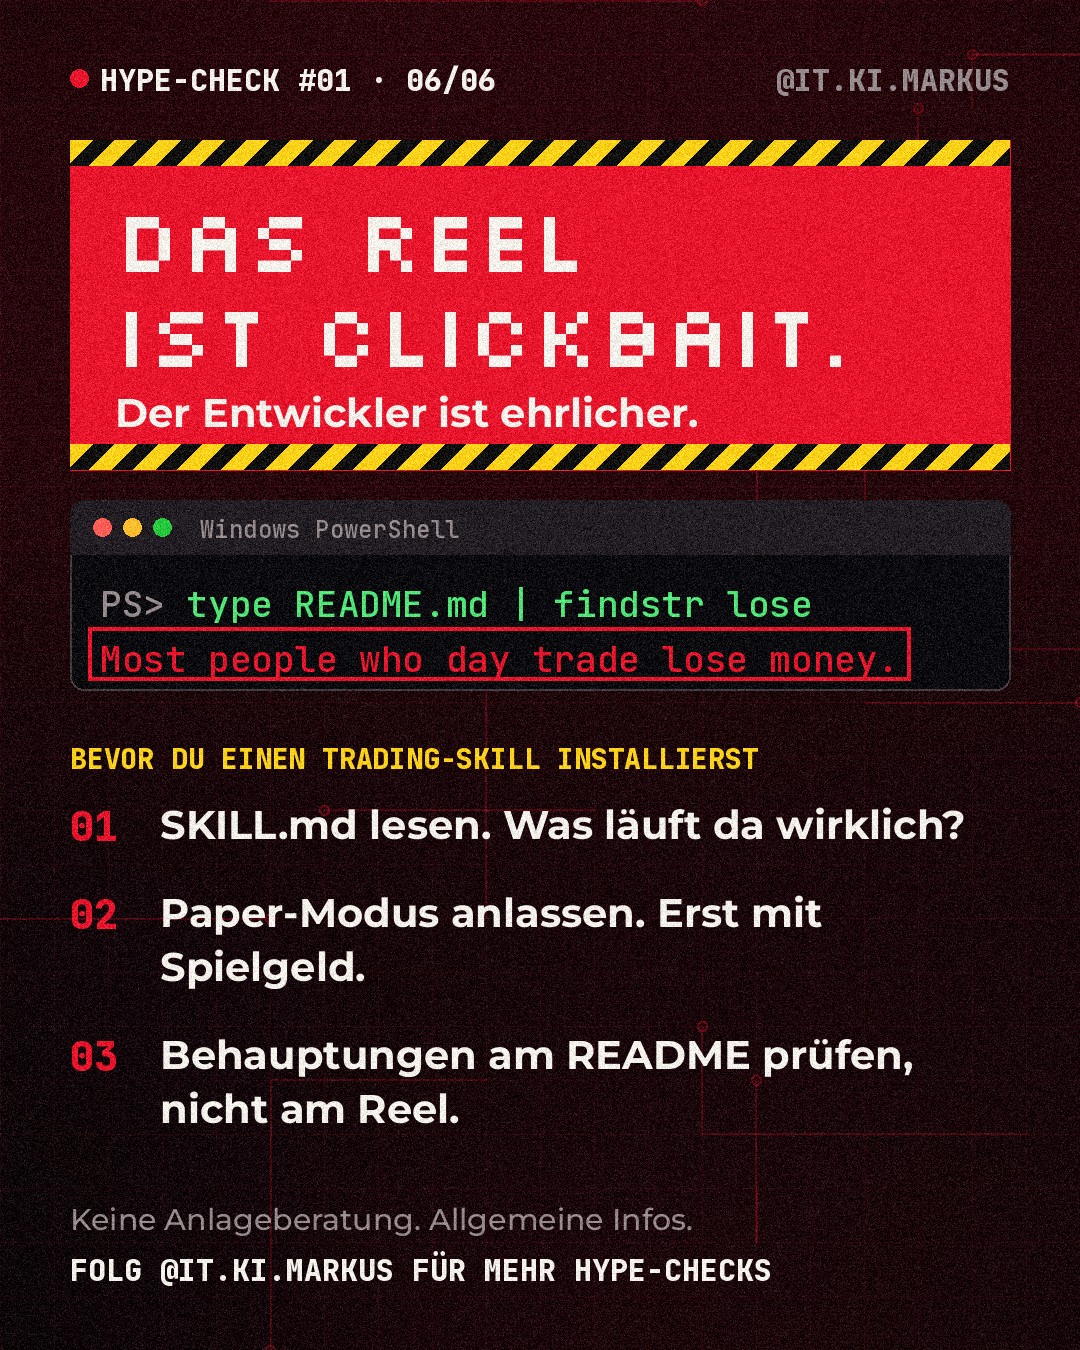 HYPE-CHECK #01 · 06/06
@IT.KI.MARKUS
DAS REEL
IST CLICKBAIT.
Der Entwickler ist ehrlicher.
Windows PowerShell
PS> type README.md | findstr lose
Most people who day trade lose money.
BEVOR DU EINEN TRADING-SKILL INSTALLIERST
01 SKILL.md lesen. Was läuft da wirklich?
02 Paper-Modus anlassen. Erst mit
Spielgeld.
03 Behauptungen am README prüfen,
nicht am Reel.
Keine Anlageberatung. Allgemeine Infos.
FOLG @IT.KI.MARKUS FÜR MEHR HYPE-CHECKS